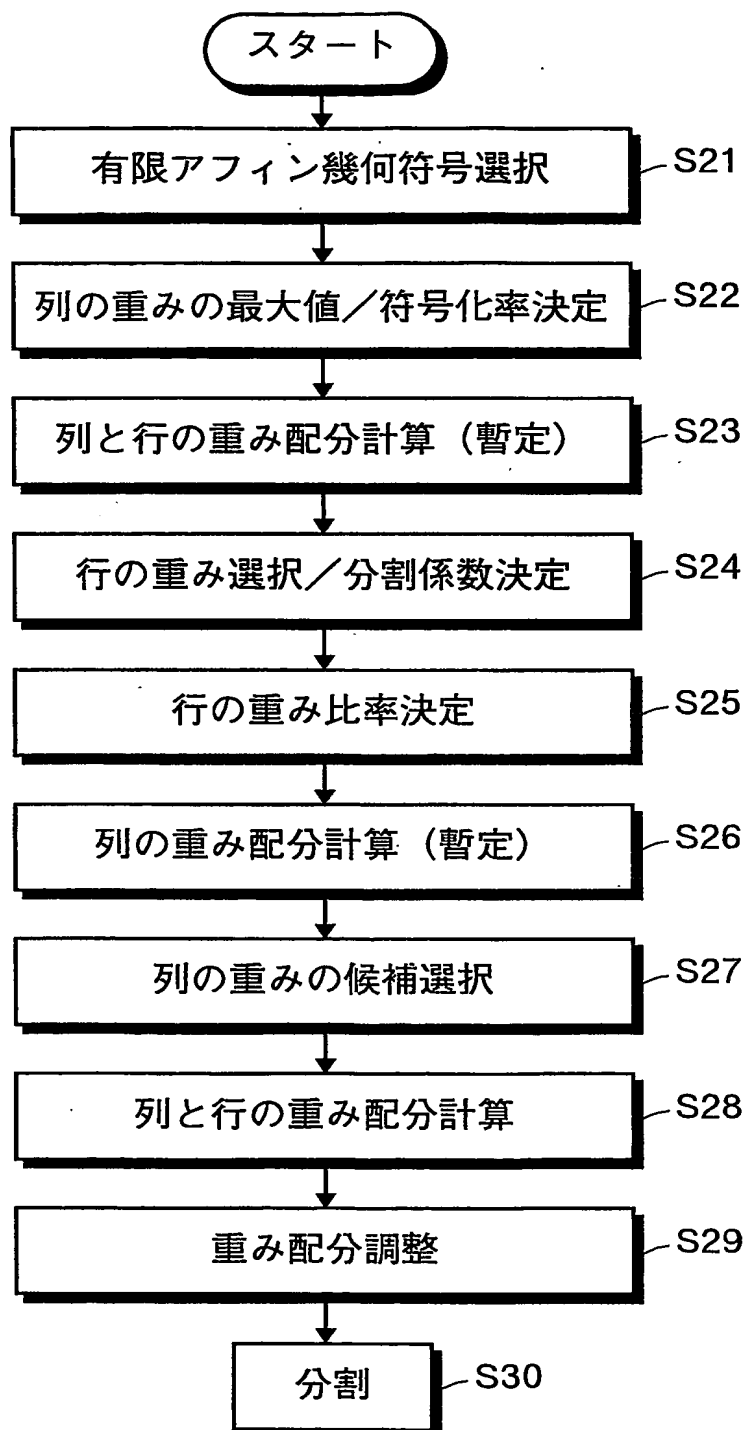 スタート
有限アフィン幾何符号選択
S21
列の重みの最大値／符号化率決定
S22
列と行の重み配分計算（暫定）
S23
行の重み選択／分割係数決定
S24
行の重み比率決定
S25
列の重み配分計算（暫定）
S26
列の重みの候補選択
S27
列と行の重み配分計算
S28
重み配分調整
S29
分割
S30